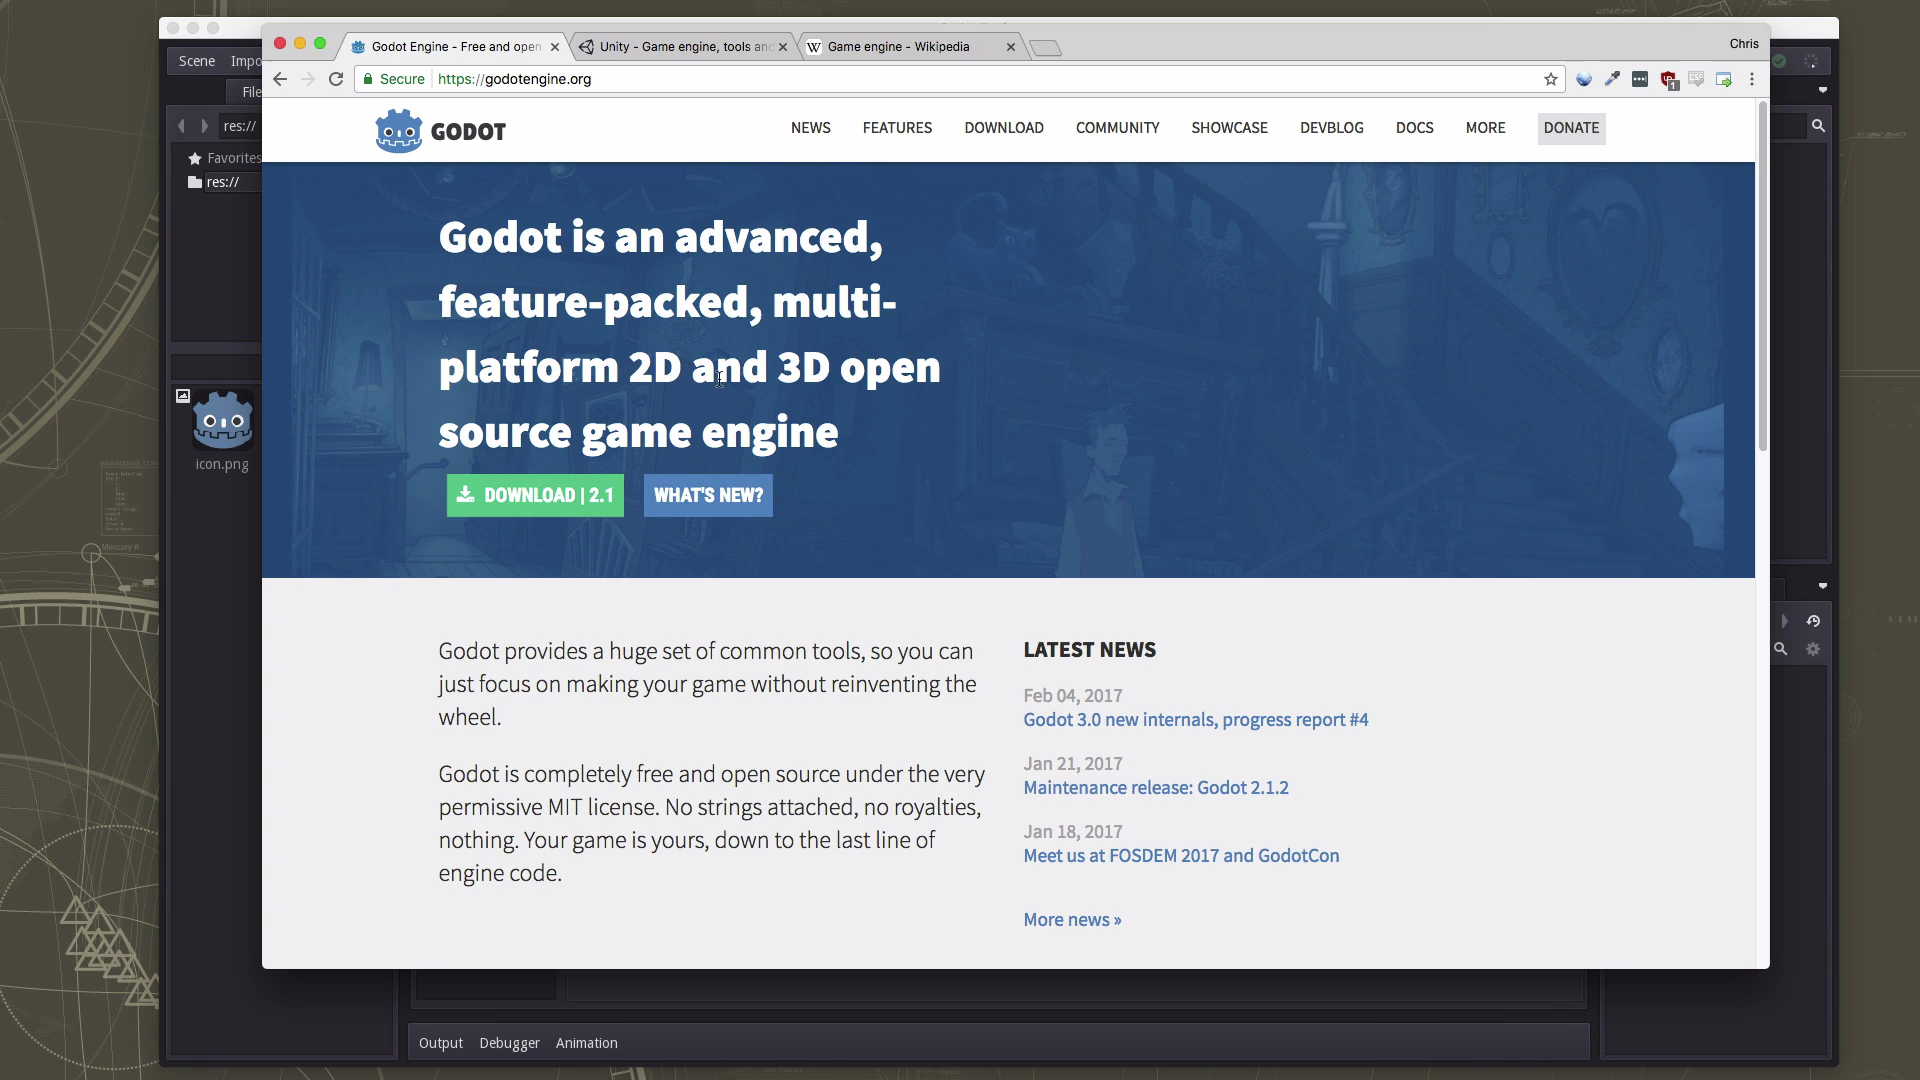 Godot Engine - Free and open
Unity - Game engine, tools and
Game engine - Wikipedia
Chris
Secure https://godotengine.org
Scene Impo
File
res://
Favorites
res://
icon.png
GODOT
NEWS FEATURES DOWNLOAD COMMUNITY SHOWCASE DEVBLOG DOCS MORE DONATE
Godot is an advanced,
feature-packed, multi-
platform 2D and 3D open
source game engine
DOWNLOAD | 2.1
WHAT'S NEW?
Godot provides a huge set of common tools, so you can
just focus on making your game without reinventing the
wheel.
Godot is completely free and open source under the very
permissive MIT license. No strings attached, no royalties,
nothing. Your game is yours, down to the last line of
engine code.
LATEST NEWS
Feb 04, 2017
Godot 3.0 new internals, progress report #4
Jan 21, 2017
Maintenance release: Godot 2.1.2
Jan 18, 2017
Meet us at FOSDEM 2017 and GodotCon
More news »
Output Debugger Animation